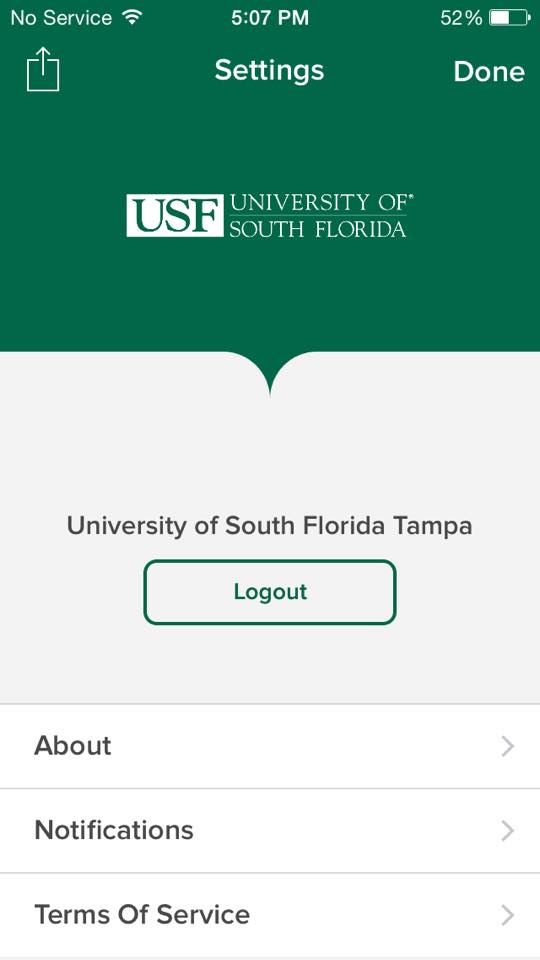 No Service 5:07 PM 52%
Settings Done
USF UNIVERSITY OF®
SOUTH FLORIDA
University of South Florida Tampa
Logout
About
Notifications
Terms Of Service